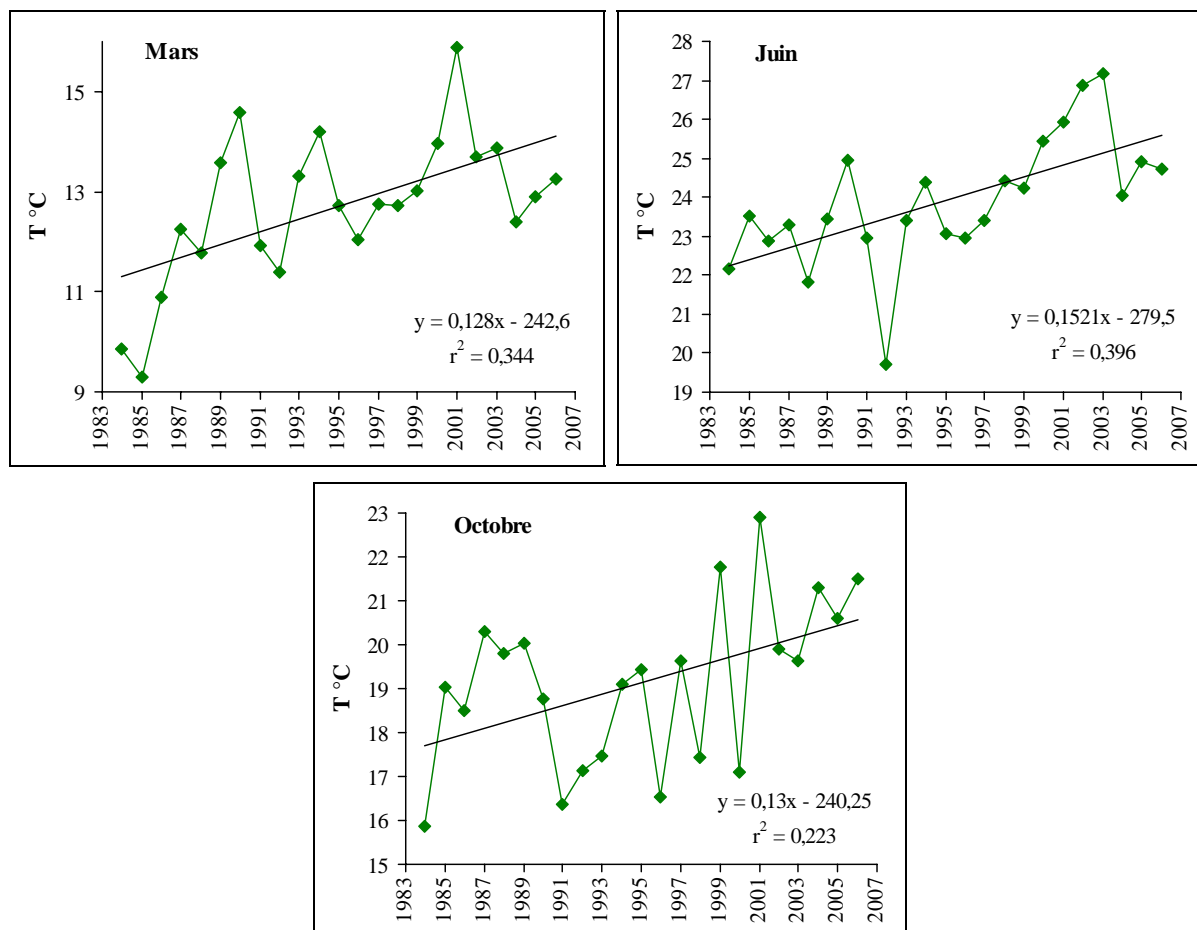 Mars
T °C
15
13
11
9
y = 0,128x - 242,6
r² = 0,344
1983 1985 1987 1989 1991 1993 1995 1997 1999 2001 2003 2005 2007
Juin
T °C
28
27
26
25
24
23
22
21
20
19
y = 0,1521x - 279,5
r² = 0,396
1983 1985 1987 1989 1991 1993 1995 1997 1999 2001 2003 2005 2007
Octobre
T °C
23
22
21
20
19
18
17
16
15
y = 0,13x - 240,25
r² = 0,223
1983 1985 1987 1989 1991 1993 1995 1997 1999 2001 2003 2005 2007